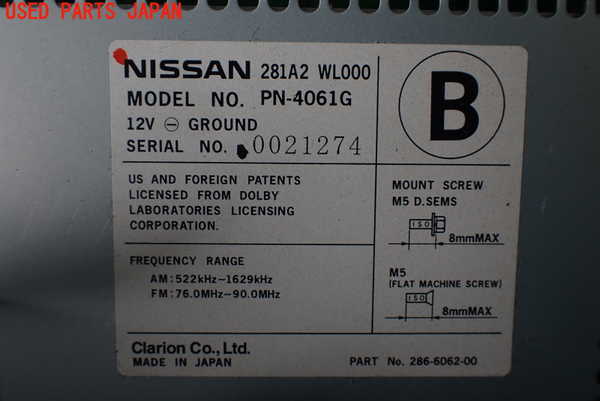 USED PARTS JAPAN
NISSAN 281A2 WL000
MODEL NO. PN-4061G
12V ⊖ GROUND
SERIAL NO. 0021274
B
US AND FOREIGN PATENTS
LICENSED FROM DOLBY
LABORATORIES LICENSING
CORPORATION.
FREQUENCY RANGE
AM:522kHz-1629kHz
FM:76.0MHz-90.0MHz
MOUNT SCREW
M5 D.SEMS
ISO
8mmMAX
M5
(FLAT MACHINE SCREW)
ISO
8mmMAX
Clarion Co., Ltd.
MADE IN JAPAN
PART No. 286-6062-00